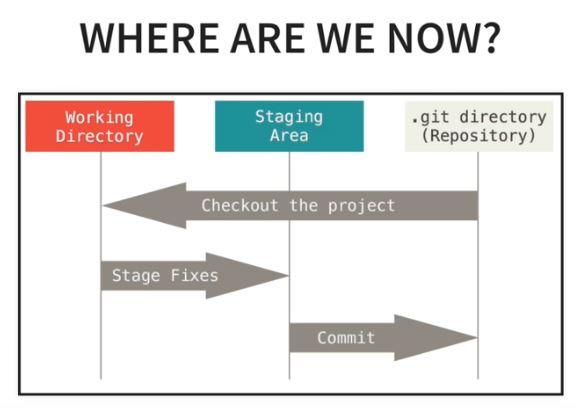 WHERE ARE WE NOW?
Working
Directory
Staging
Area
.git directory
(Repository)
Checkout the project
Stage Fixes
Commit